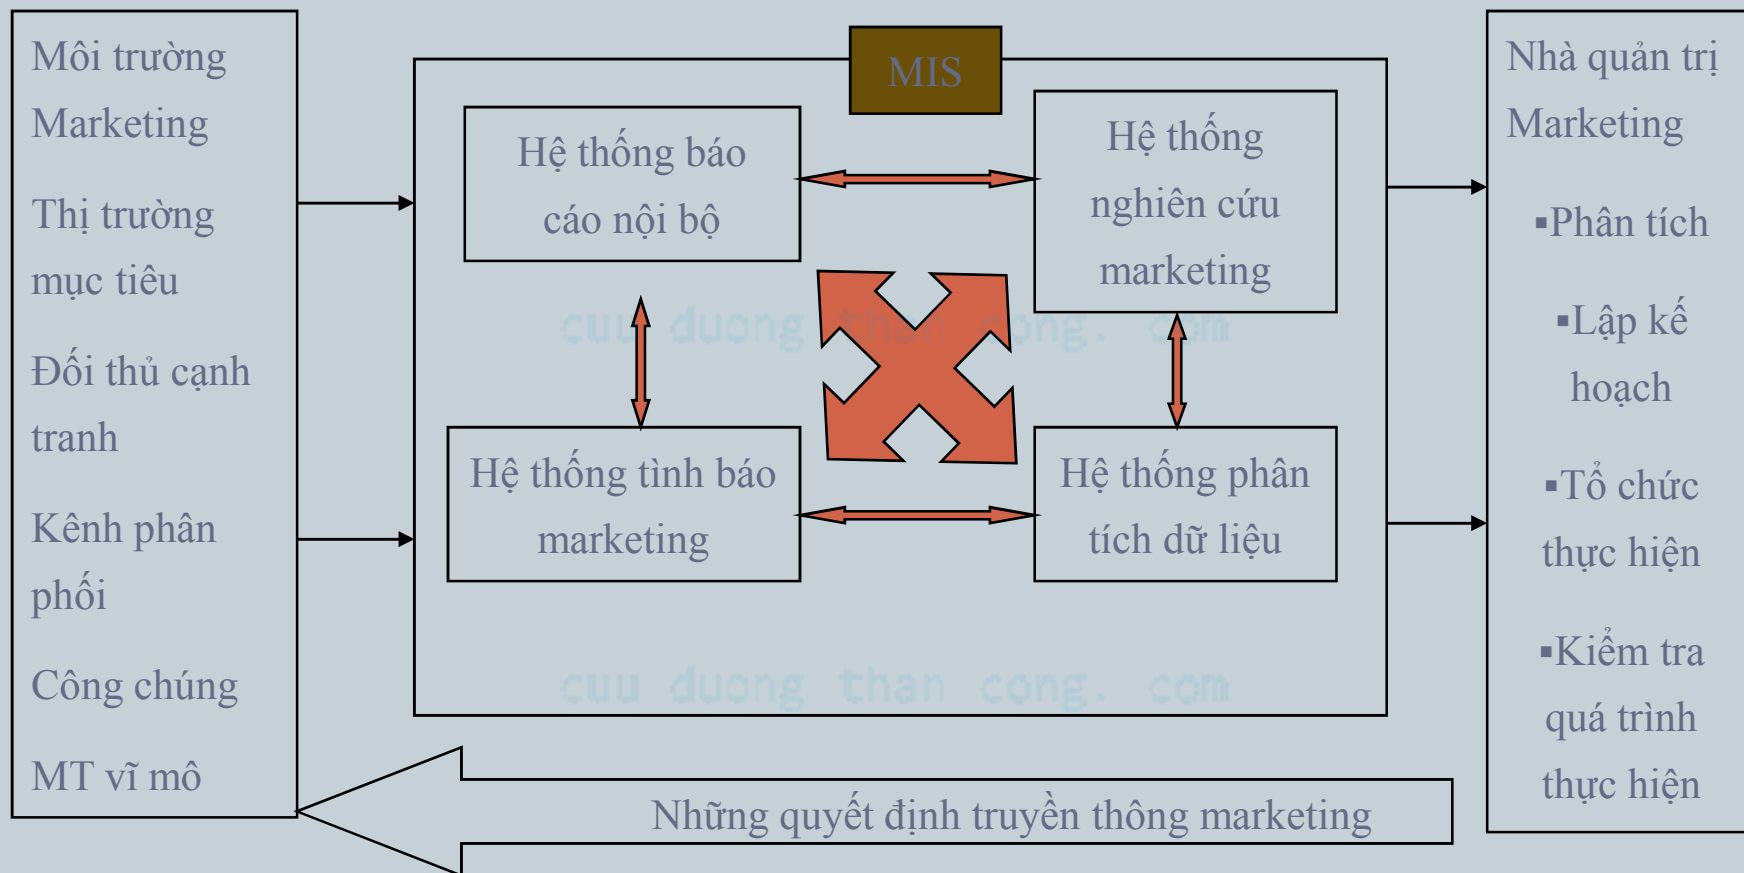 Môi trường
Marketing
Thị trường
mục tiêu
Đối thủ cạnh
tranh
Kênh phân
phối
Công chúng
MT vĩ mô
MIS
Hệ thống báo
cáo nội bộ
Hệ thống
nghiên cứu
marketing
cuu duong than cong. com
Hệ thống tình báo
marketing
Hệ thống phân
tích dữ liệu
cuu duong than cong. com
Những quyết định truyền thông marketing
Nhà quản trị
Marketing
▪Phân tích
▪Lập kế
hoạch
▪Tổ chức
thực hiện
▪Kiểm tra
quá trình
thực hiện